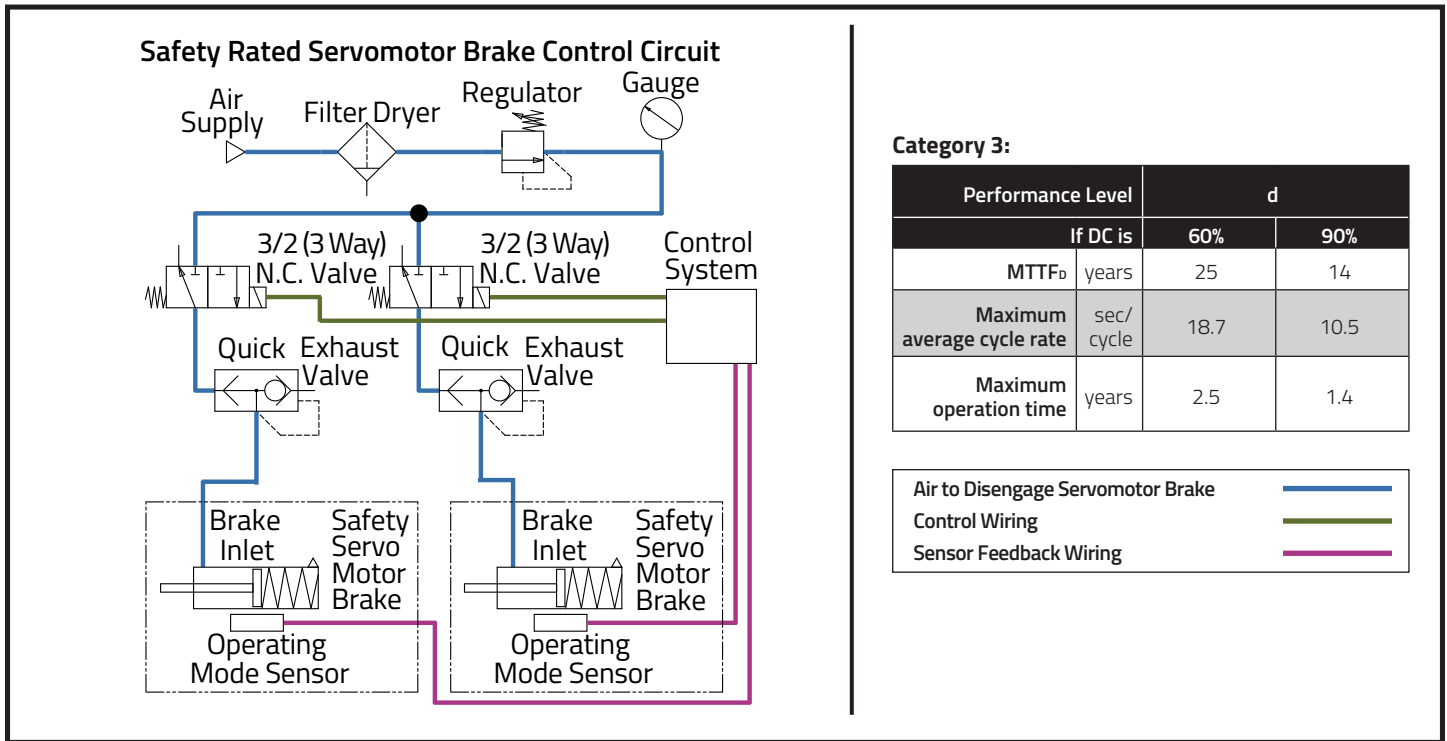 Safety Rated Servomotor Brake Control Circuit
Air
Supply
Filter Dryer
Regulator
Gauge
3/2 (3 Way)
N.C. Valve
3/2 (3 Way)
N.C. Valve
Control
System
Quick Exhaust
Valve
Quick Exhaust
Valve
Brake
Inlet
Safety
Servo
Motor
Brake
Operating
Mode Sensor
Brake
Inlet
Safety
Servo
Motor
Brake
Operating
Mode Sensor
Category 3:
Performance Level d
If DC is 60% 90%
MTTFD years 25 14
Maximum
average cycle rate sec/
cycle 18.7 10.5
Maximum
operation time years 2.5 1.4
Air to Disengage Servomotor Brake
Control Wiring
Sensor Feedback Wiring